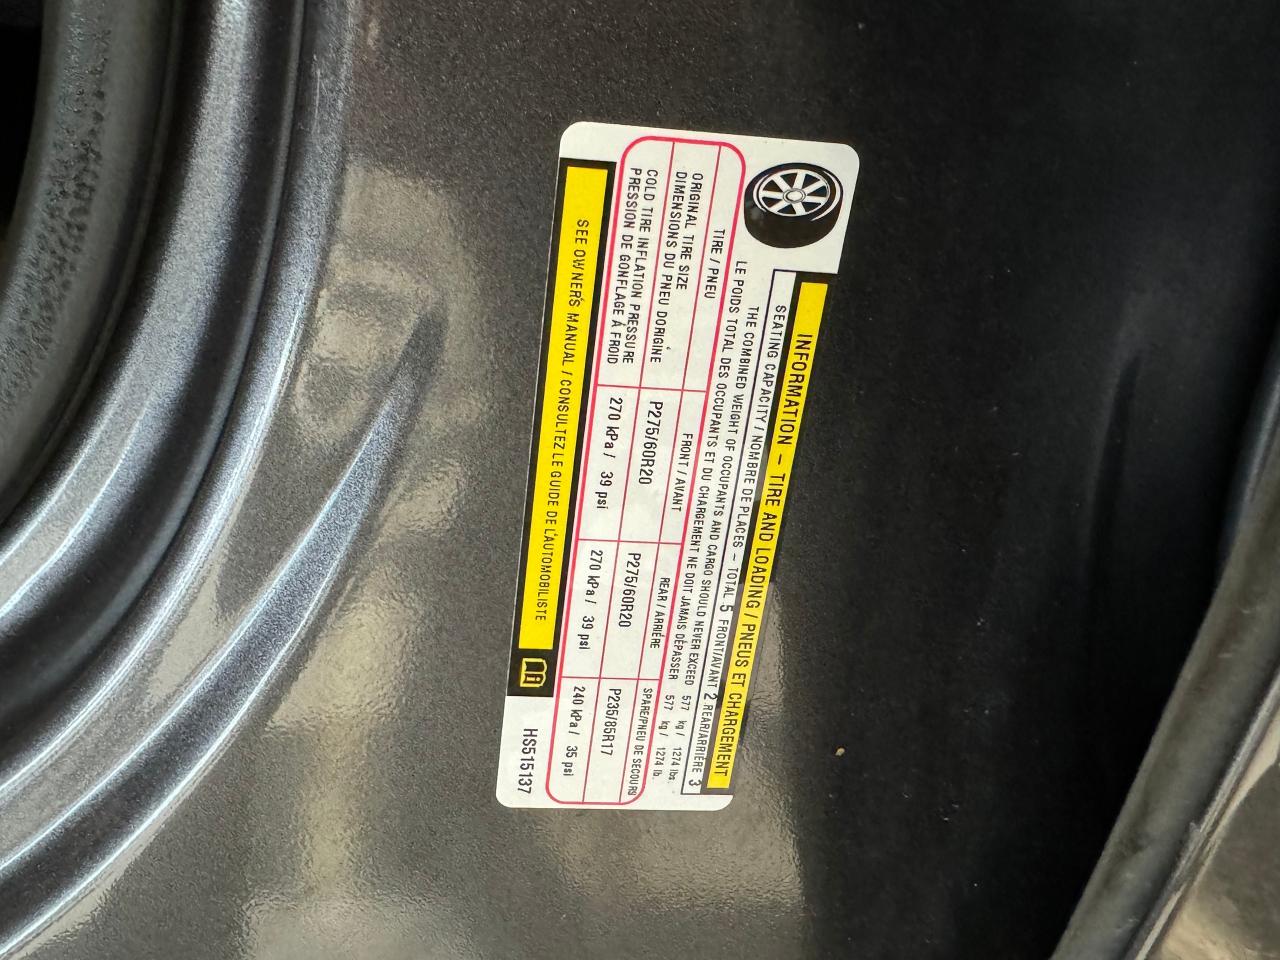 INFORMATION – TIRE AND LOADING / PNEUS ET CHARGEMENT
SEATING CAPACITY / NOMBRE DE PLACES – TOTAL 5 FRONT/AVANT 2 REAR/ARRIÈRE 3
THE COMBINED WEIGHT OF OCCUPANTS AND CARGO SHOULD NEVER EXCEED 577 kg / 1274 lbs.
LE POIDS TOTAL DES OCCUPANTS ET DU CHARGEMENT NE DOIT JAMAIS DÉPASSER 577 kg / 1274 lb.
TIRE / PNEU FRONT / AVANT REAR / ARRIÈRE SPARE/PNEU DE SECOURS
ORIGINAL TIRE SIZE
DIMENSIONS DU PNEU DORIGINE P275/60R20 P275/60R20 P235/85R17
COLD TIRE INFLATION PRESSURE
PRESSION DE GONFLAGE À FROID 270 kPa / 39 psi 270 kPa / 39 psi 240 kPa / 35 psi
SEE OWNER'S MANUAL / CONSULTEZ LE GUIDE DE L'AUTOMOBILISTE i HS515137